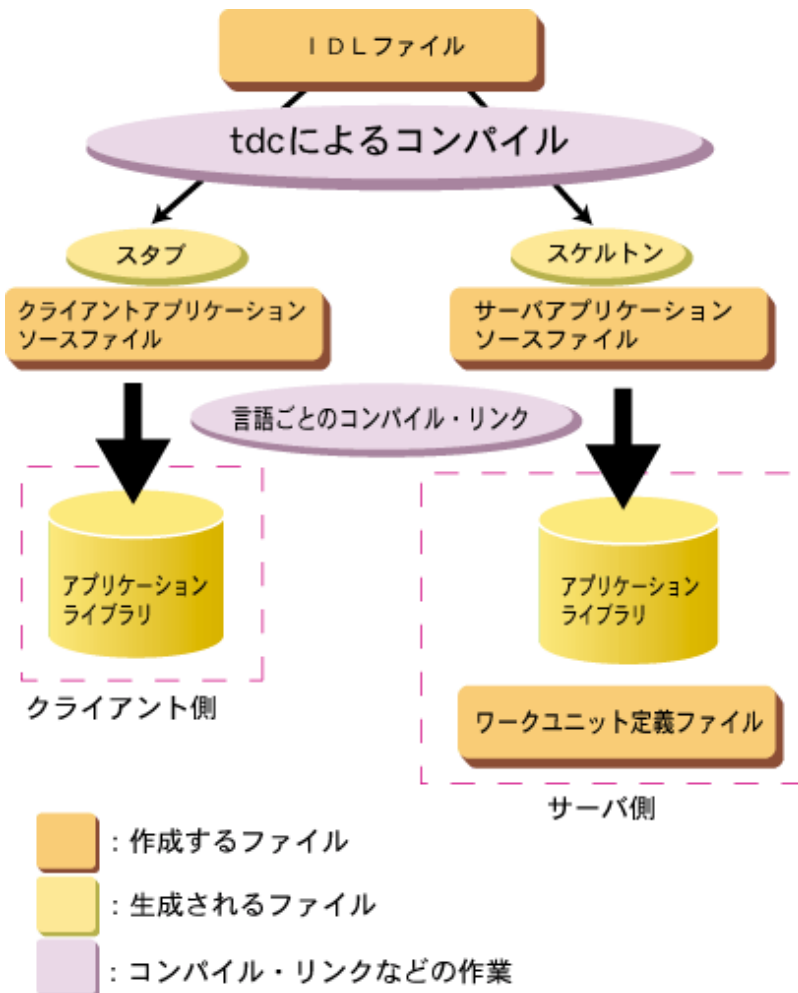 ＩＤＬファイル
tdcによるコンパイル
スタブ
スケルトン
クライアントアプリケーション
ソースファイル
サーバアプリケーション
ソースファイル
言語ごとのコンパイル・リンク
アプリケーション
ライブラリ
アプリケーション
ライブラリ
クライアント側
ワークユニット定義ファイル
サーバ側
：作成するファイル
：生成されるファイル
：コンパイル・リンクなどの作業